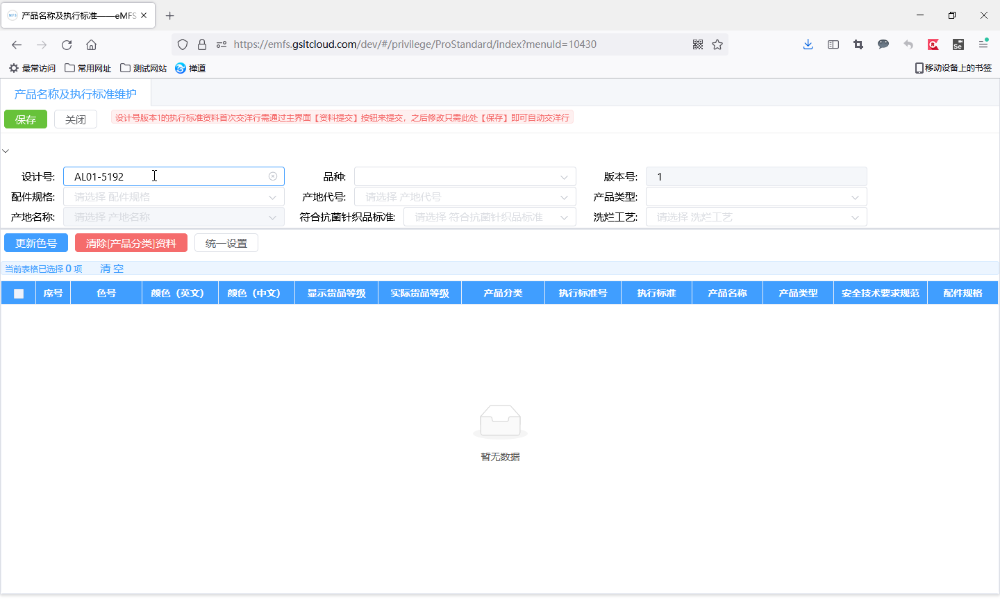 产品名称及执行标准——eMFS
https://emfs.gsitcloud.com/dev/#/privilege/ProStandard/index?menuId=10430
最常访问 常用网址 测试网站 禅道 移动设备上的书签
产品名称及执行标准维护
保存 关闭 设计号版本1的执行标准资料首次交洋行需通过主界面【资料提交】按钮来提交，之后修改只需此处【保存】即可自动交洋行
设计号: AL01-5192 品种: 版本号: 1
配件规格: 请选择 配件规格 产地代号: 请选择 产地代号 产品类型:
产地名称: 请选择 产地名称 符合抗菌针织品标准: 请选择 符合抗菌针织品标准 洗烂工艺: 请选择 洗烂工艺
更新色号 清除[产品分类]资料 统一设置
当前表格已选择 0 项 清 空
序号 色号 颜色（英文） 颜色（中文） 显示货品等级 实际货品等级 产品分类 执行标准号 执行标准 产品名称 产品类型 安全技术要求规范 配件规格
暂无数据